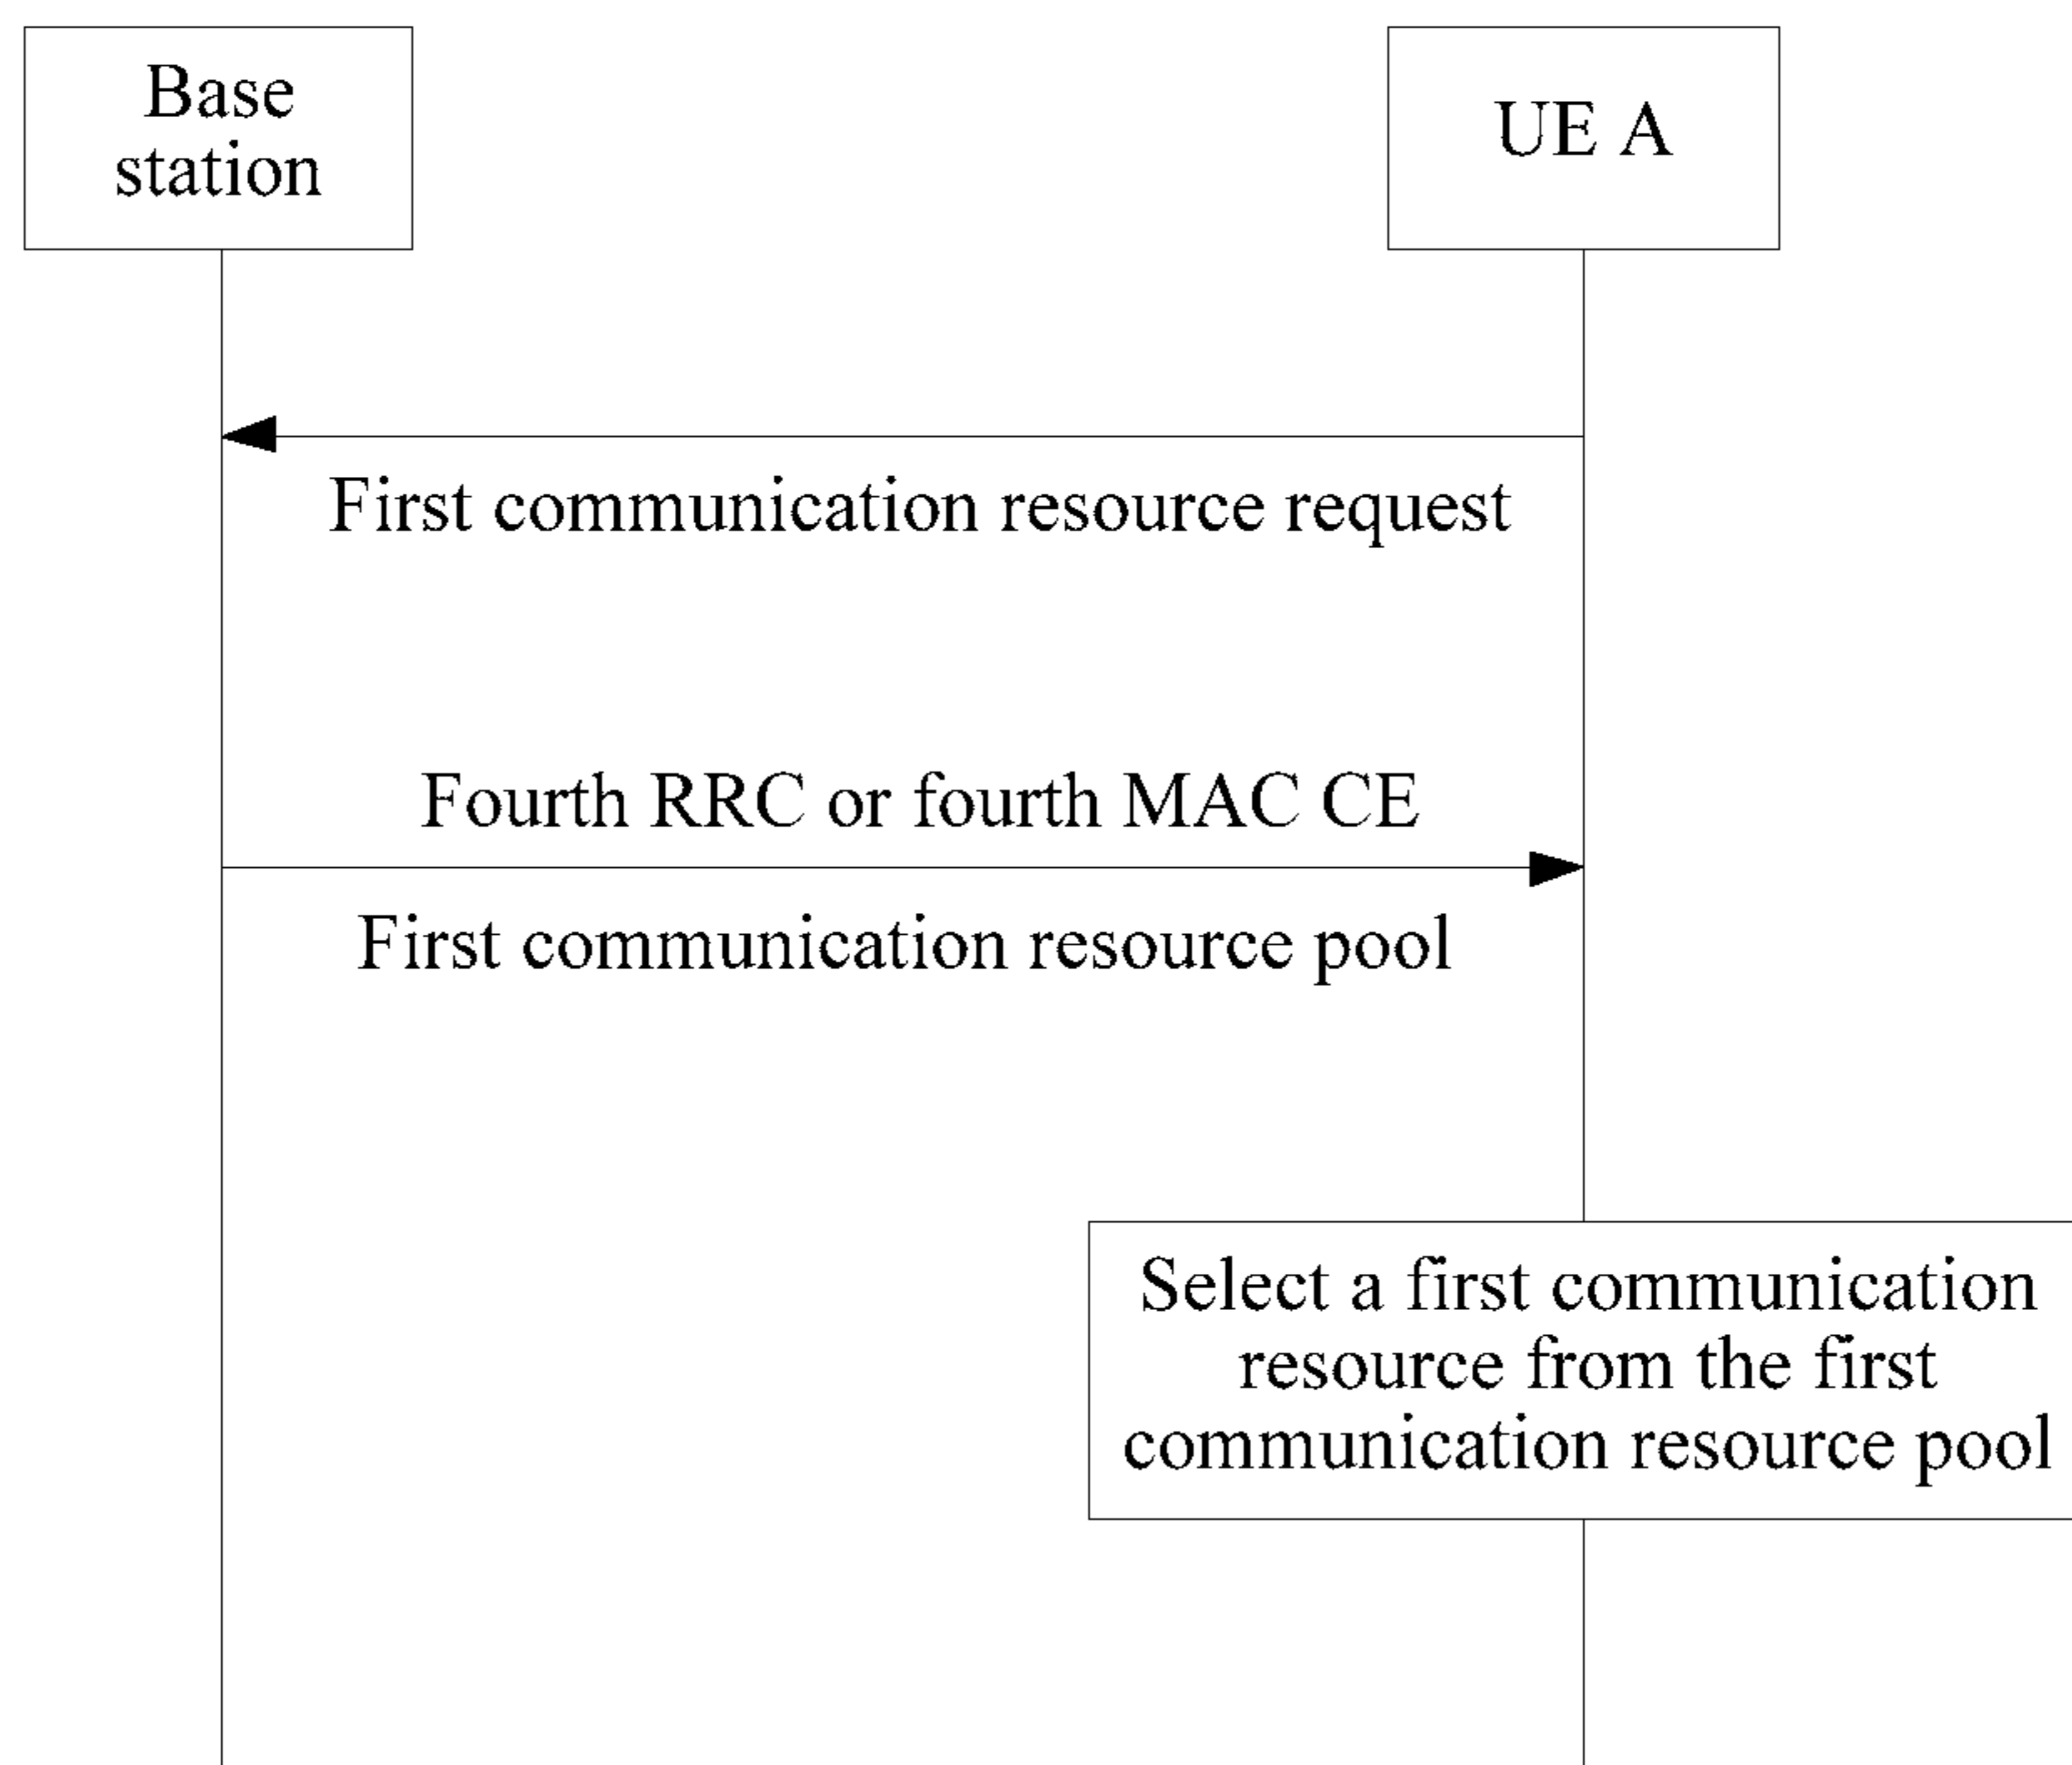 Base
station
UE A
First communication resource request
Fourth RRC or fourth MAC CE
First communication resource pool
Select a first communication
resource from the first
communication resource pool